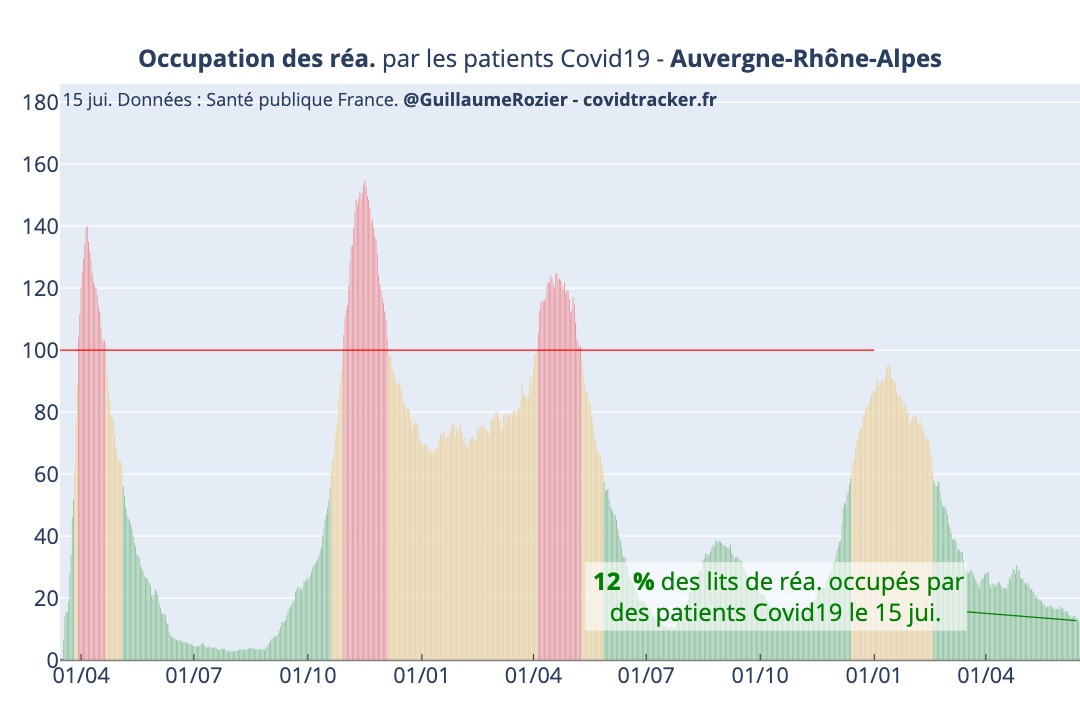 Occupation des réa. par les patients Covid19 - Auvergne-Rhône-Alpes
15 jui. Données : Santé publique France. @GuillaumeRozier - covidtracker.fr
180
160
140
120
100
80
60
40
20
0
12 % des lits de réa. occupés par
des patients Covid19 le 15 jui.
01/04 01/07 01/10 01/01 01/04 01/07 01/10 01/01 01/04